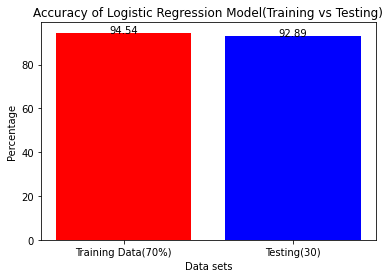 Accuracy of Logistic Regression Model(Training vs Testing)
94.54
92.89
Percentage
80
60
40
20
0
Training Data(70%)
Testing(30)
Data sets